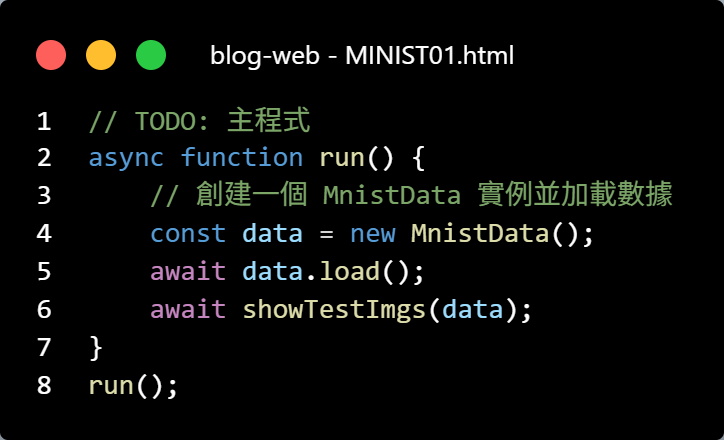 blog-web - MINIST01.html
1 // TODO: 主程式
2 async function run() {
3     // 創建一個 MnistData 實例並加載數據
4     const data = new MnistData();
5     await data.load();
6     await showTestImgs(data);
7 }
8 run();